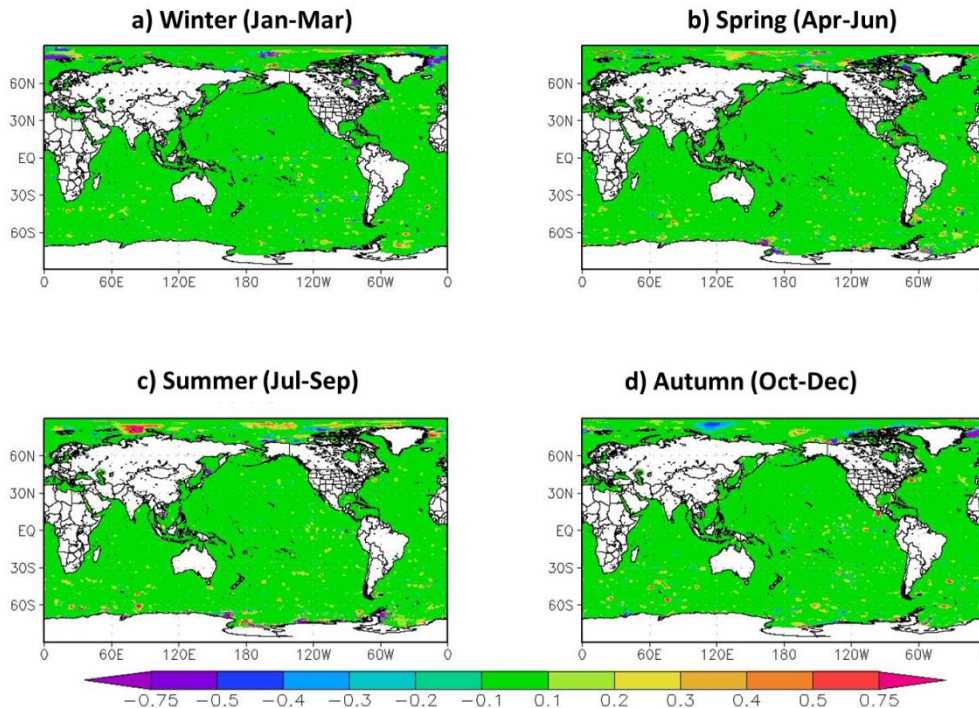 a) Winter (Jan-Mar)
b) Spring (Apr-Jun)
60N
30N
EQ
30S
60S
0
60E
120E
180
120W
60W
0
60N
30N
EQ
30S
60S
0
60E
120E
180
120W
60W
c) Summer (Jul-Sep)
d) Autumn (Oct-Dec)
60N
30N
EQ
30S
60S
0
60E
120E
180
120W
60W
0
60N
30N
EQ
30S
60S
0
60E
120E
180
120W
60W
-0.75 -0.5 -0.4 -0.3 -0.2 -0.1 0.1 0.2 0.3 0.4 0.5 0.75